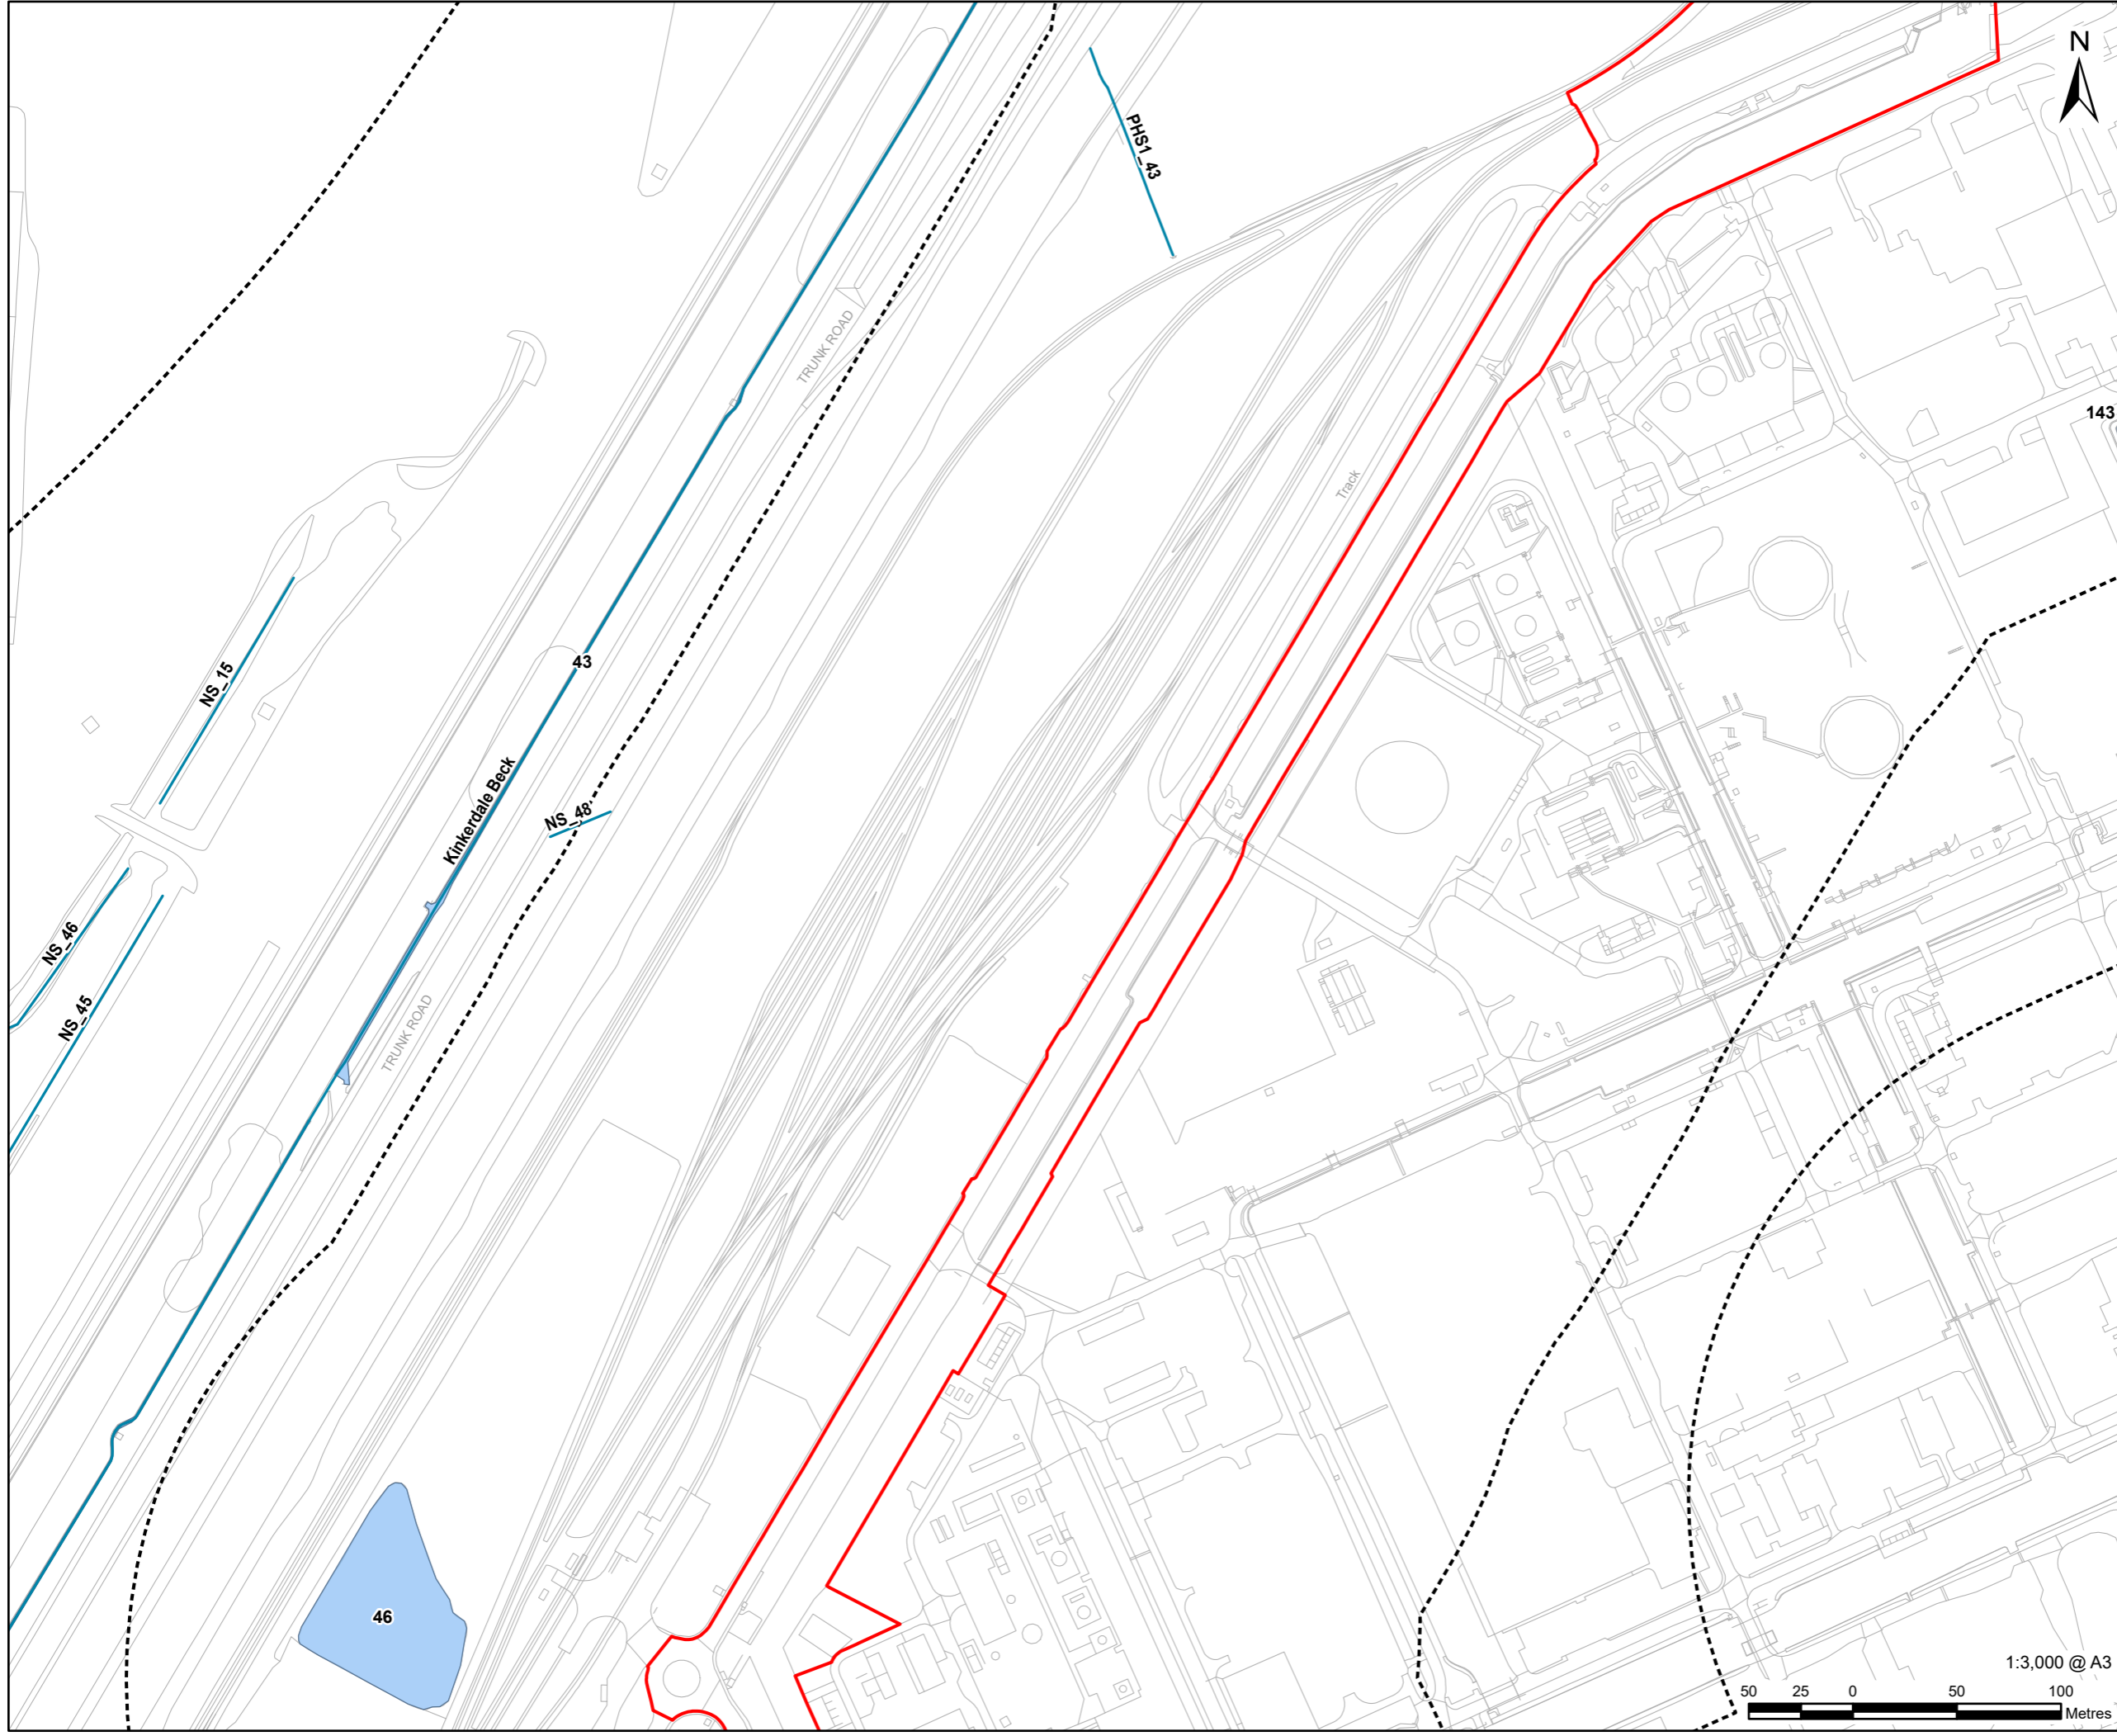 N
PHS1_43
TRUNK ROAD
143
Track
43
NS_15
Kinkerdale Beck
NS_48
NS_46
NS_45
TRUNK ROAD
46
1:3,000 @ A3
50 25 0 50 100
Metres